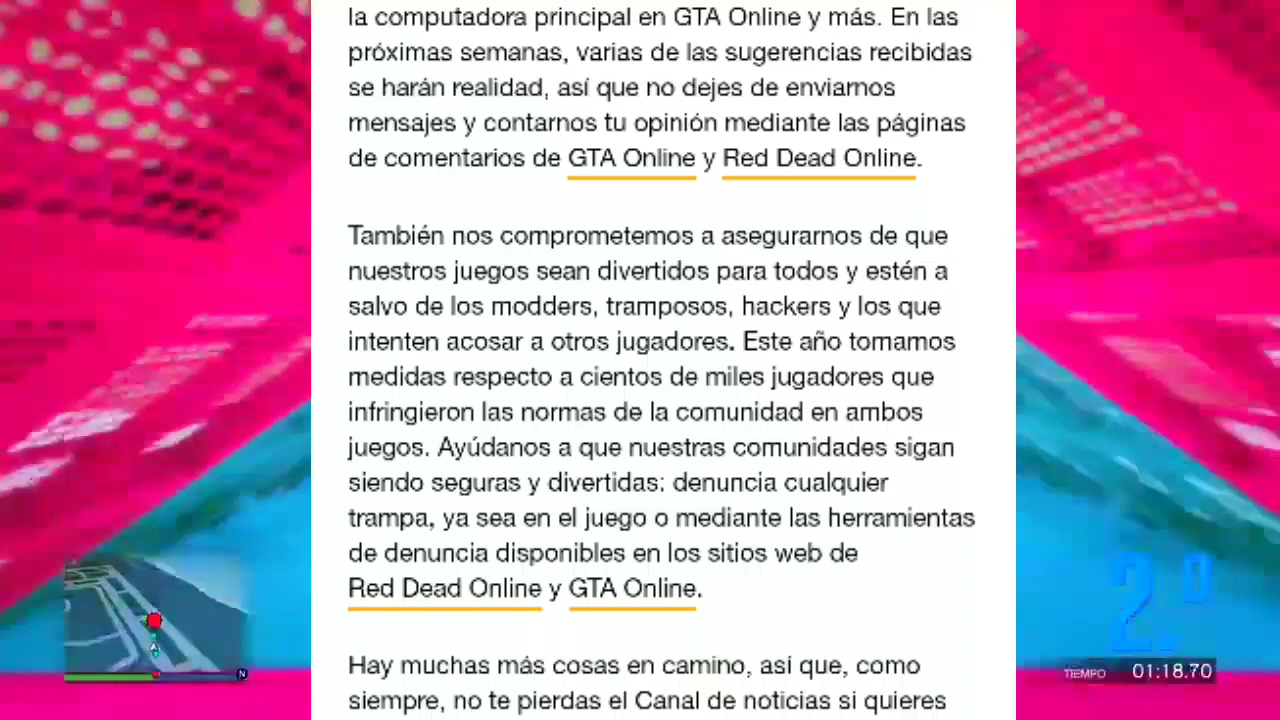 la computadora principal en GTA Online y más. En las
próximas semanas, varias de las sugerencias recibidas
se harán realidad, así que no dejes de enviarnos
mensajes y contarnos tu opinión mediante las páginas
de comentarios de GTA Online y Red Dead Online.
También nos comprometemos a asegurarnos de que
nuestros juegos sean divertidos para todos y estén a
salvo de los modders, tramposos, hackers y los que
intenten acosar a otros jugadores. Este año tomamos
medidas respecto a cientos de miles jugadores que
infringieron las normas de la comunidad en ambos
juegos. Ayúdanos a que nuestras comunidades sigan
siendo seguras y divertidas: denuncia cualquier
trampa, ya sea en el juego o mediante las herramientas
de denuncia disponibles en los sitios web de
Red Dead Online y GTA Online.
Hay muchas más cosas en camino, así que, como
siempre, no te pierdas el Canal de noticias si quieres
N
2.º
TIEMPO 01:18.70